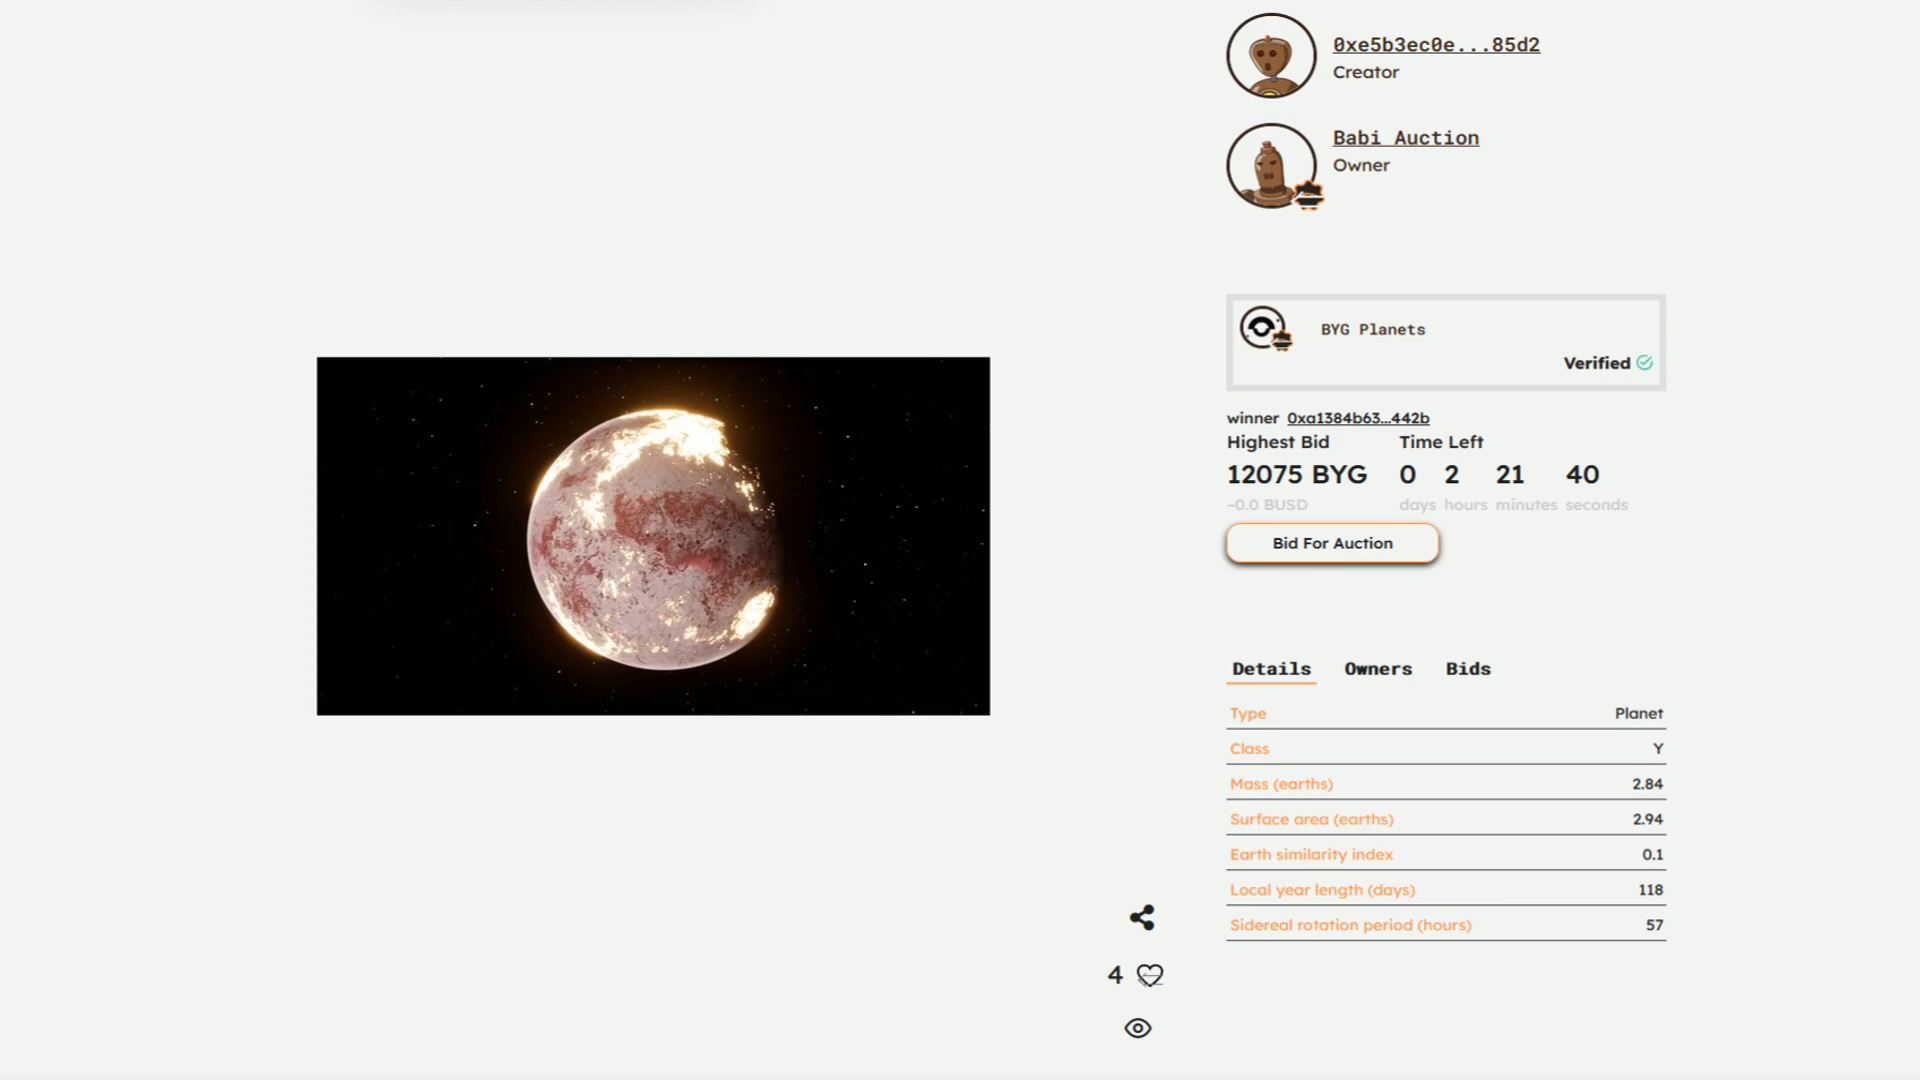 0xe5b3ec0e...85d2
Creator
Babi Auction
Owner
BYG Planets
Verified
winner 0xa1384b63...442b
Highest Bid Time Left
12075 BYG 0 2 21 40
~0.0 BUSD days hours minutes seconds
Bid For Auction
Details Owners Bids
Type Planet
Class Y
Mass (earths) 2.84
Surface area (earths) 2.94
Earth similarity index 0.1
Local year length (days) 118
Sidereal rotation period (hours) 57
4